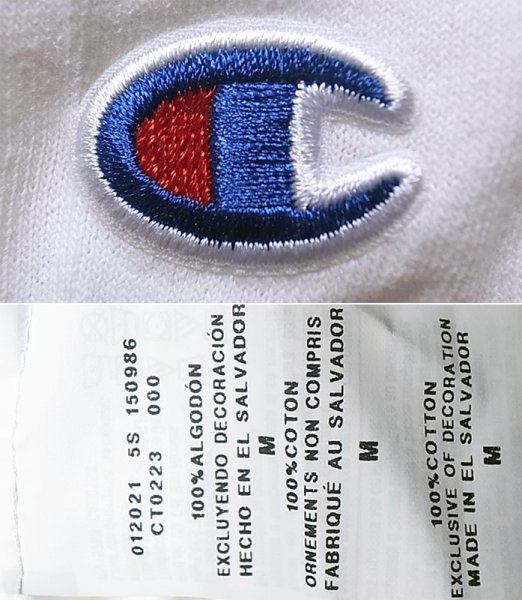 012021 5S 150986
CT0223 000
100%ALGODÓN
EXCLUYENDO DECORACIÓN
HECHO EN EL SALVADOR
M
100%COTON
ORNEMENTS NON COMPRIS
FABRIQUÉ AU SALVADOR
M
100%COTTON
EXCLUSIVE OF DECORATION
MADE IN EL SALVADOR
M